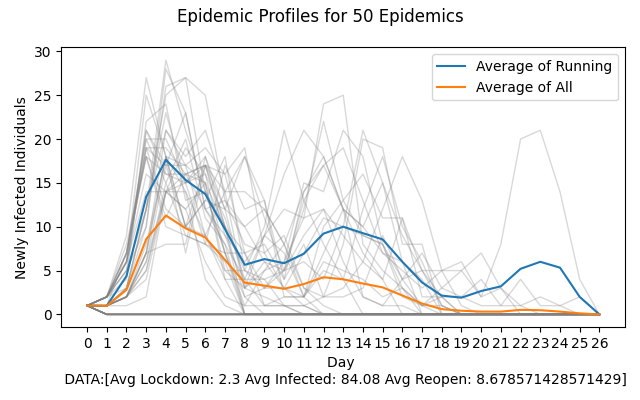 Epidemic Profiles for 50 Epidemics
30
25
20
15
10
5
0
Newly Infected Individuals
Average of Running
Average of All
0 1 2 3 4 5 6 7 8 9 10 11 12 13 14 15 16 17 18 19 20 21 22 23 24 25 26
Day
DATA:[Avg Lockdown: 2.3 Avg Infected: 84.08 Avg Reopen: 8.678571428571429]